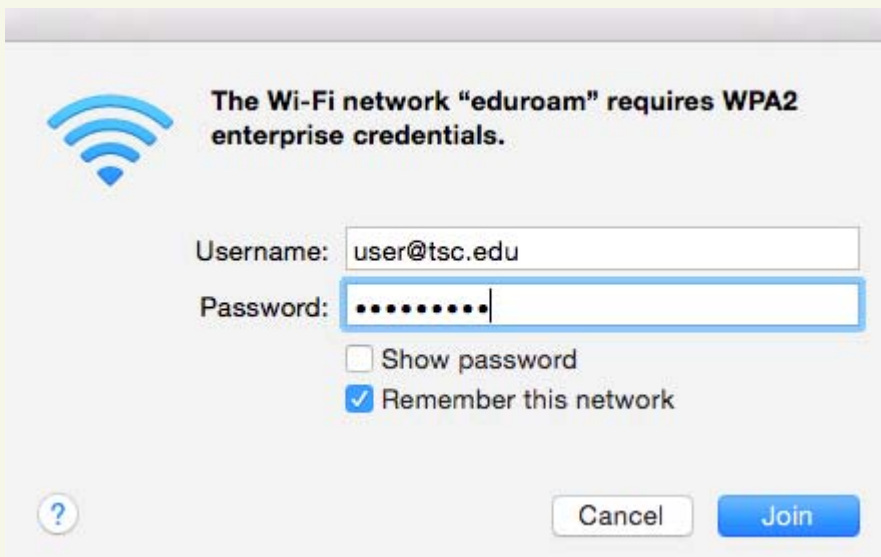 The Wi-Fi network “eduroam” requires WPA2
enterprise credentials.
Username: user@tsc.edu
Password: •••••••••
Show password
Remember this network
? Cancel Join